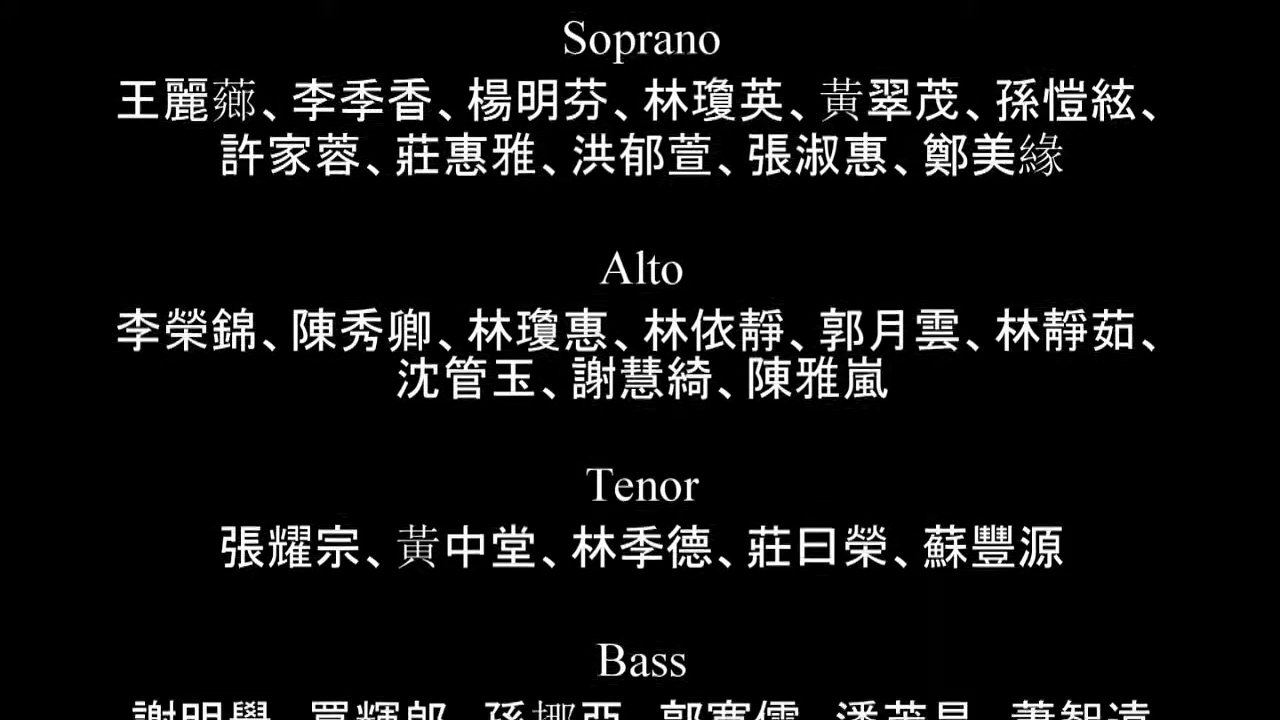 Soprano
王麗薌、李季香、楊明芬、林瓊英、黃翠茂、孫愷絃、
許家蓉、莊惠雅、洪郁萱、張淑惠、鄭美緣
Alto
李榮錦、陳秀卿、林瓊惠、林依靜、郭月雲、林靜茹、
沈管玉、謝慧綺、陳雅嵐
Tenor
張耀宗、黃中堂、林季德、莊曰榮、蘇豐源
Bass
謝明學、